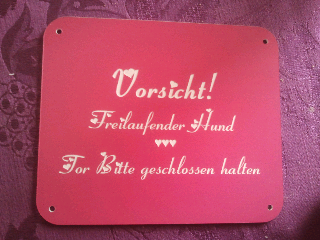 Vorsicht!
Freilaufender Hund
♥♥♥
Tor Bitte geschlossen halten